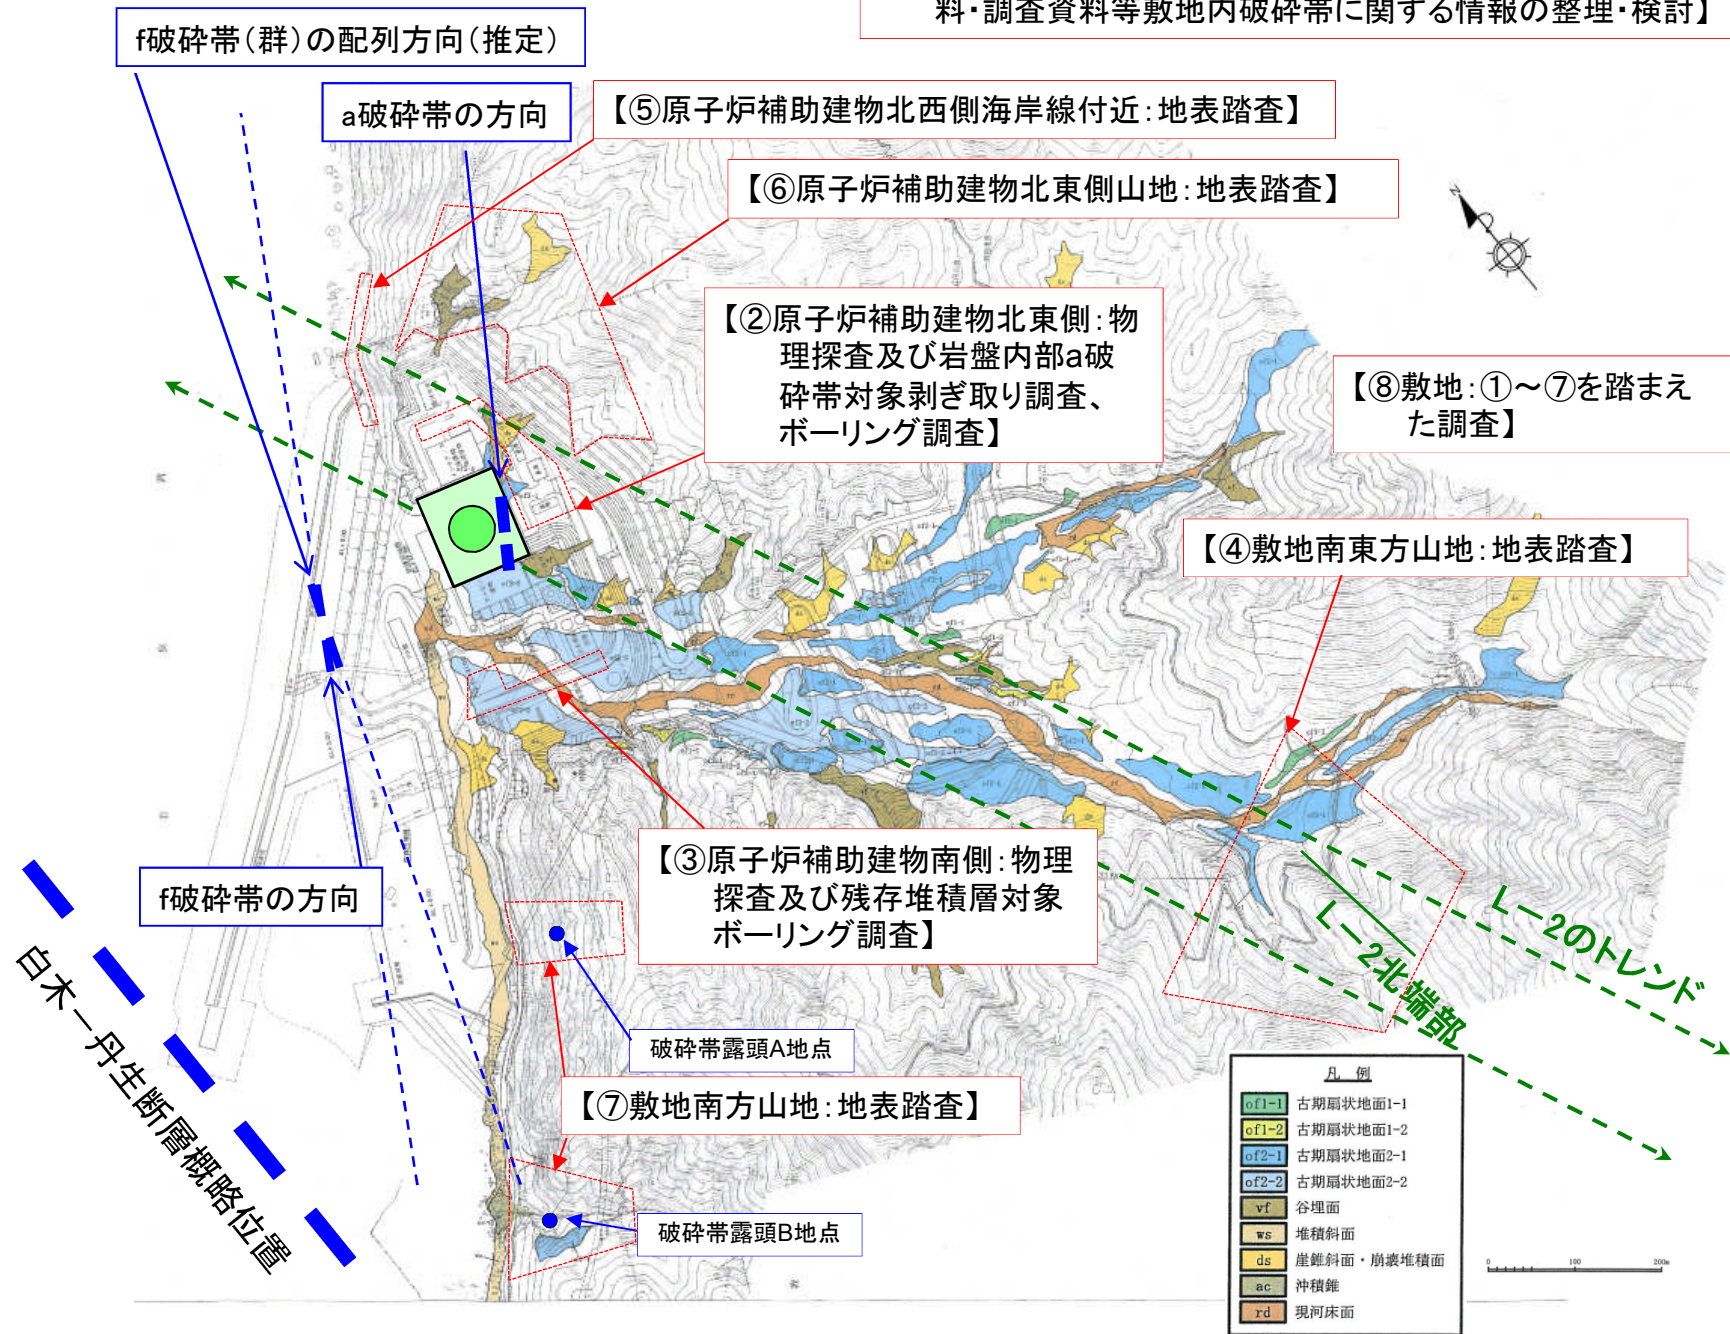 料・調査資料等敷地内破砕帯に関する情報の整理・検討】
f破砕帯（群）の配列方向（推定）
a破砕帯の方向
【⑤原子炉補助建物北西側海岸線付近：地表踏査】
【⑥原子炉補助建物北東側山地：地表踏査】
N
【②原子炉補助建物北東側：物
理探査及び岩盤内部a破
砕帯対象剥ぎ取り調査、
ボーリング調査】
【⑧敷地：①～⑦を踏まえ
た調査】
【④敷地南東方山地：地表踏査】
【③原子炉補助建物南側：物理
探査及び残存堆積層対象
ボーリング調査】
f破砕帯の方向
白木－丹生断層概略位置
L－2のトレンド
L－2北端部
破砕帯露頭A地点
【⑦敷地南方山地：地表踏査】
破砕帯露頭B地点
凡 例
of1-1 古期扇状地面1-1
of1-2 古期扇状地面1-2
of2-1 古期扇状地面2-1
of2-2 古期扇状地面2-2
vf 谷埋面
ws 堆積斜面
ds 崖錐斜面・崩壊堆積面
ac 沖積錐
rd 現河床面
0 100 200m